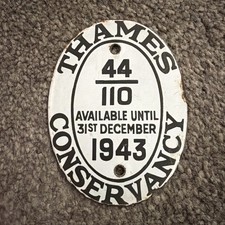 THAMES
44
110
AVAILABLE UNTIL
31ST DECEMBER
1943
CONSERVANCY